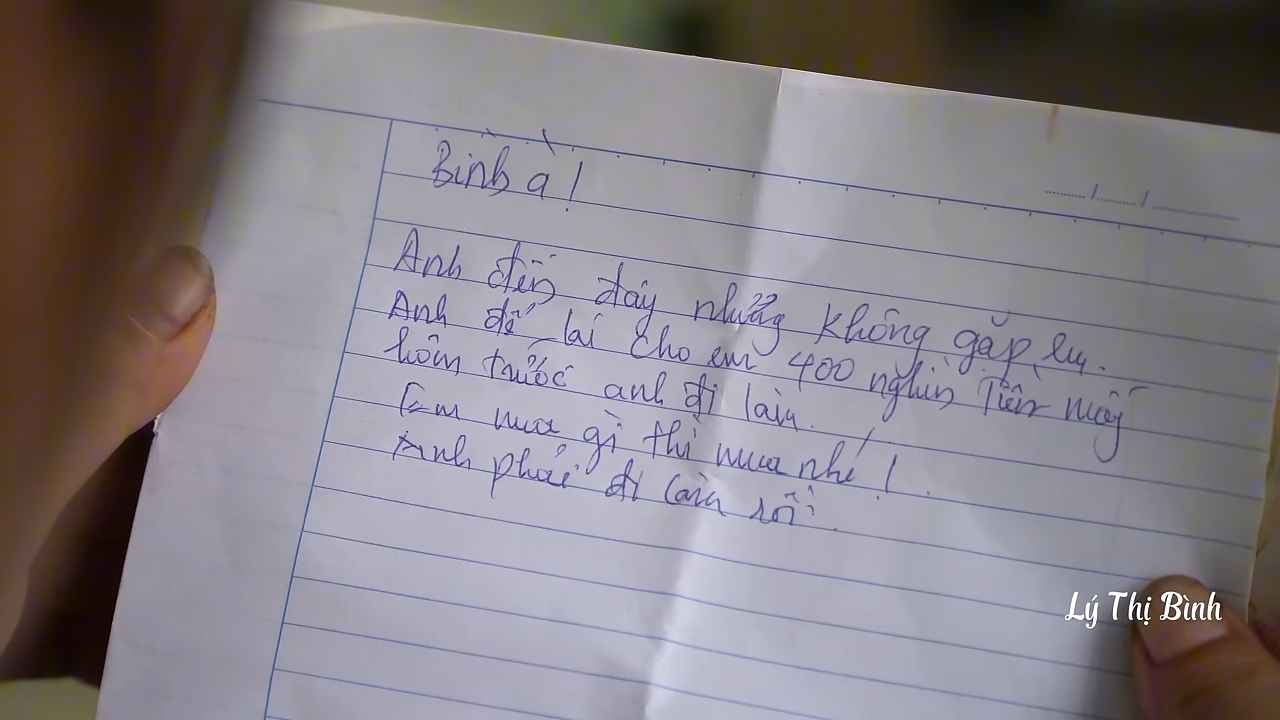 Bình à!
Anh đến đây nhưng không gặp em.
Anh để lại cho em 400 nghìn tiền mấy
hôm trước anh đi làm.
Em mua gì thì mua nhé!.
Anh phải đi làm rồi.
Lý Thị Bình